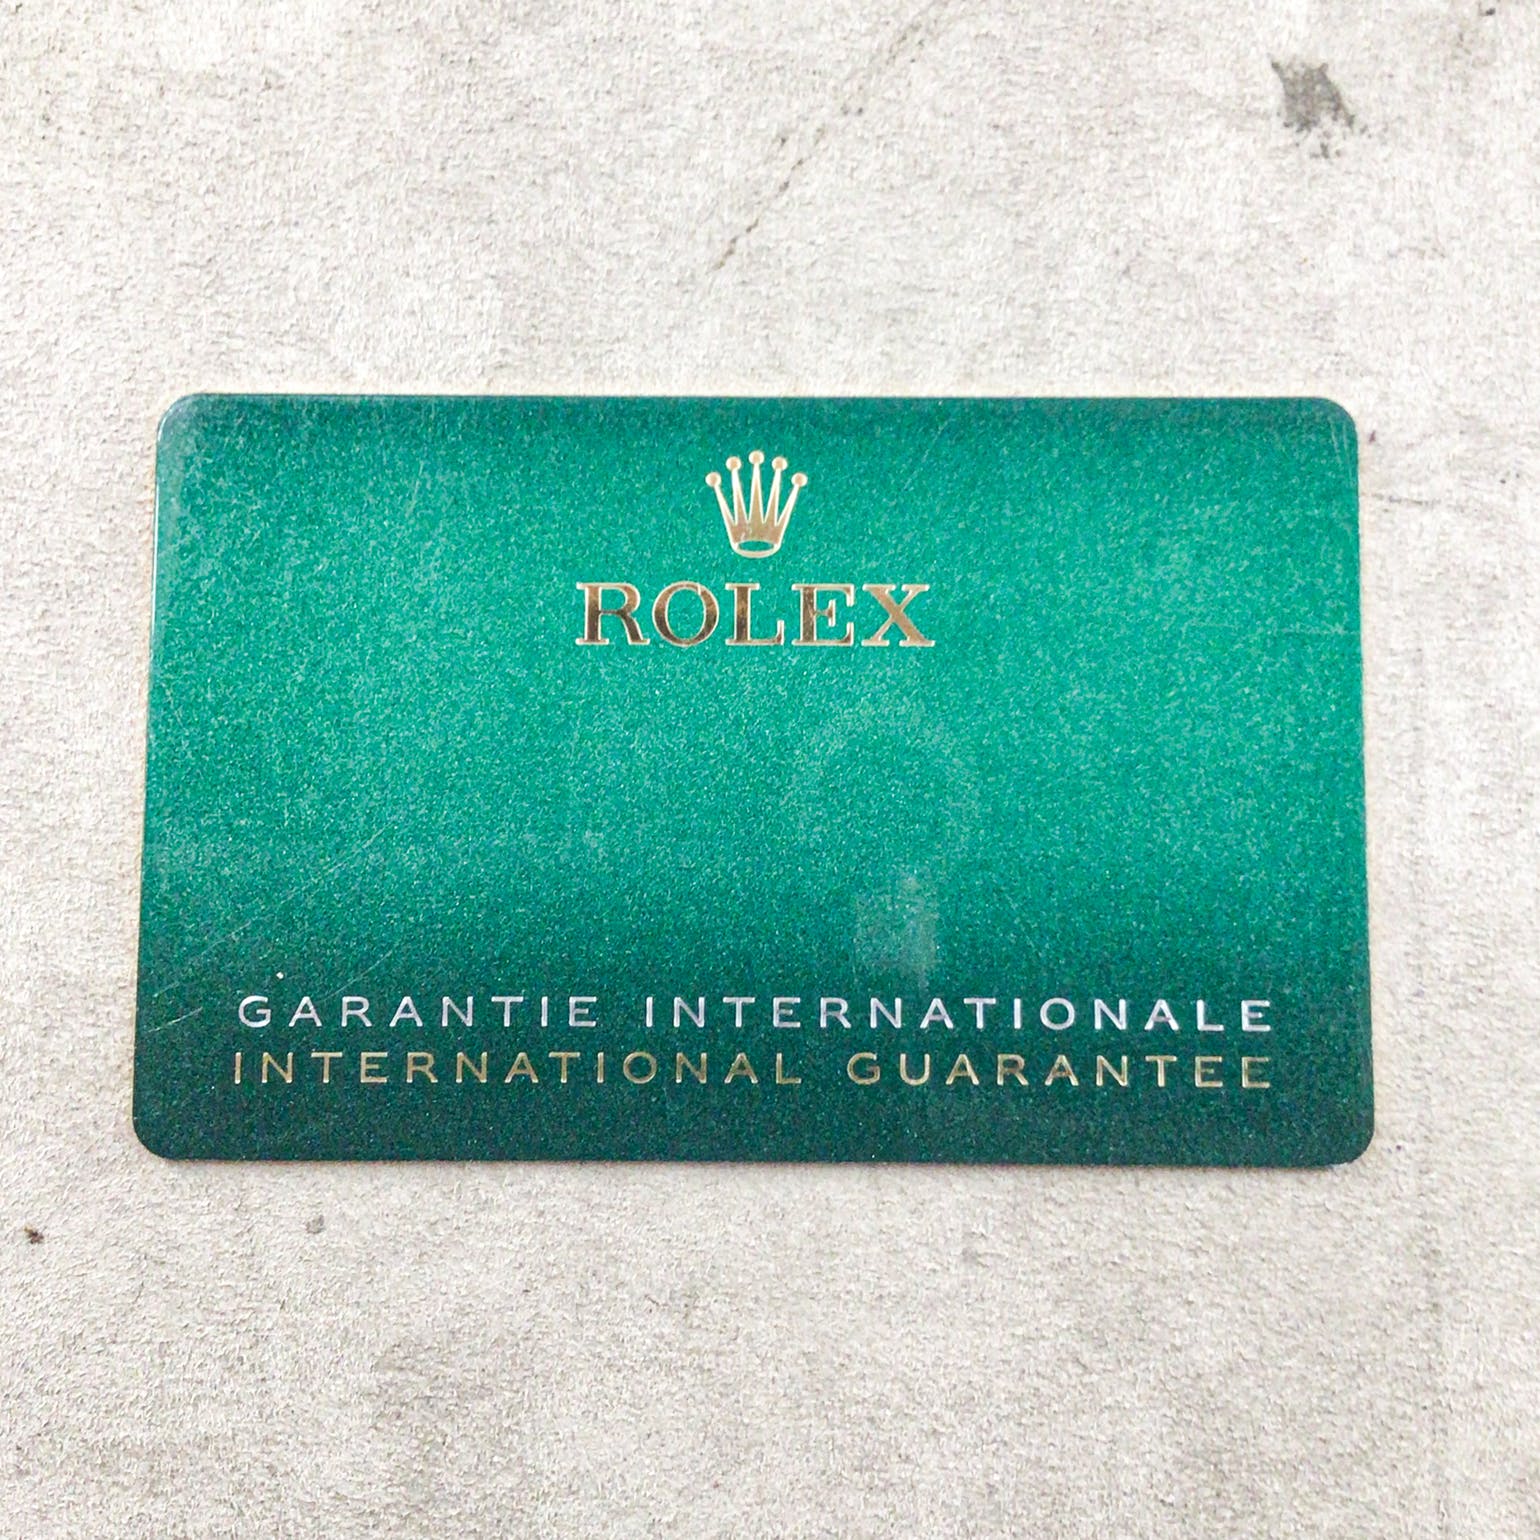 ROLEX
GARANTIE INTERNATIONALE
INTERNATIONAL GUARANTEE